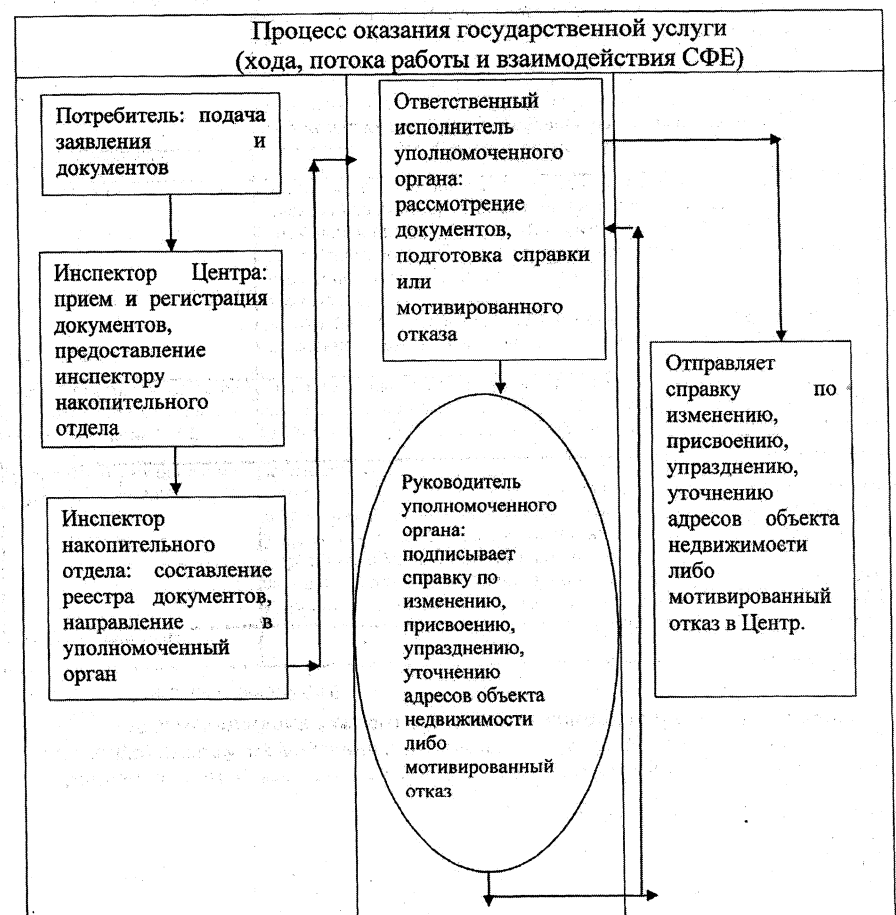 Процесс оказания государственной услуги
(хода, потока работы и взаимодействия СФЕ)
Потребитель: подача
заявления и
документов
Инспектор Центра:
прием и регистрация
документов,
предоставление
инспектору
накопительного
отдела
Инспектор
накопительного
отдела: составление
реестра документов,
направление в
уполномоченный
орган
Ответственный
исполнитель
уполномоченного
органа:
рассмотрение
документов,
подготовка справки
или
мотивированного
отказа
Руководитель
уполномоченного
органа:
подписывает
справку по
изменению,
присвоению,
упразднению,
уточнению
адресов объекта
недвижимости
либо
мотивированный
отказ
Отправляет
справку по
изменению,
присвоению,
упразднению,
уточнению
адресов объекта
недвижимости
либо
мотивированный
отказ в Центр.